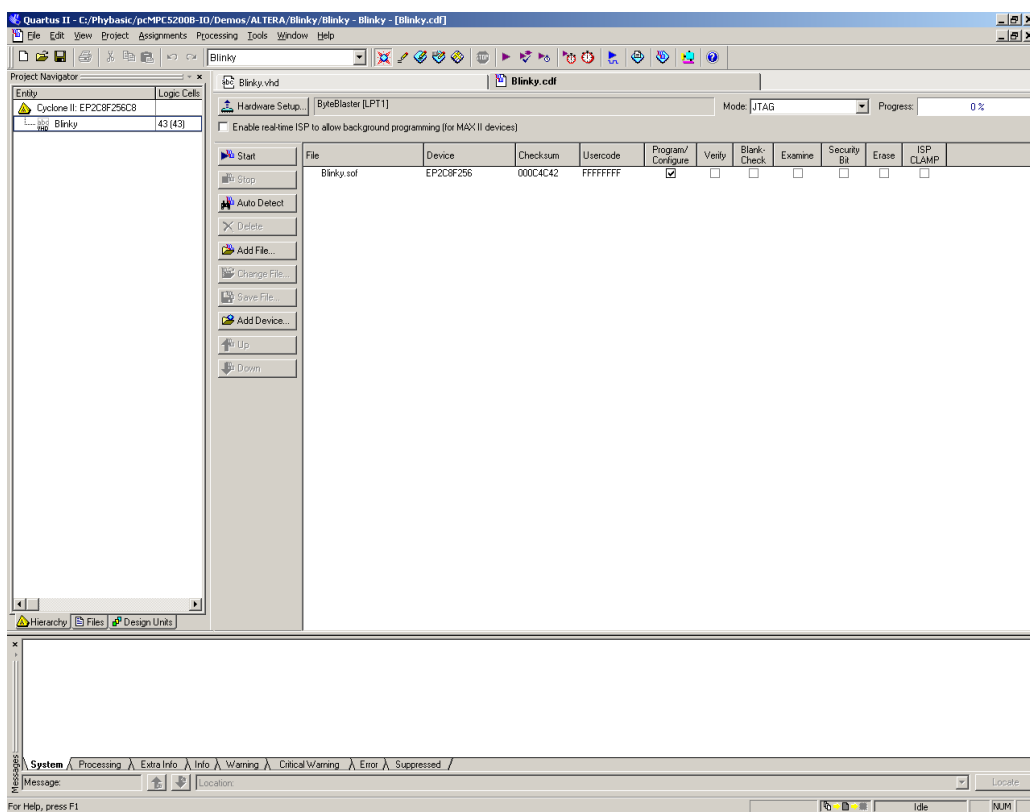 Quartus II - C:/Phybasic/pcMPC5200B-IO/Demos/ALTERA/Blinky/Blinky - Blinky - [Blinky.cdf]
File Edit View Project Assignments Processing Tools Window Help
Blinky
Project Navigator
Entity Logic Cells
Cyclone II: EP2C8F256C8
Blinky 43 (43)
Hierarchy Files Design Units
Blinky.vhd Blinky.cdf
Hardware Setup... ByteBlaster [LPT1] Mode: JTAG Progress: 0 %
Enable real-time ISP to allow background programming (for MAX II devices)
Start
Stop
Auto Detect
Delete
Add File...
Change File...
Save File...
Add Device...
Up
Down
File Device Checksum Usercode Program/ Configure Verify Blank- Check Examine Security Bit Erase ISP CLAMP
Blinky.sof EP2C8F256 000C4C42 FFFFFFFF
Messages
System Processing Extra Info Info Warning Critical Warning Error Suppressed
Message: Location: Locate
For Help, press F1 Idle NUM